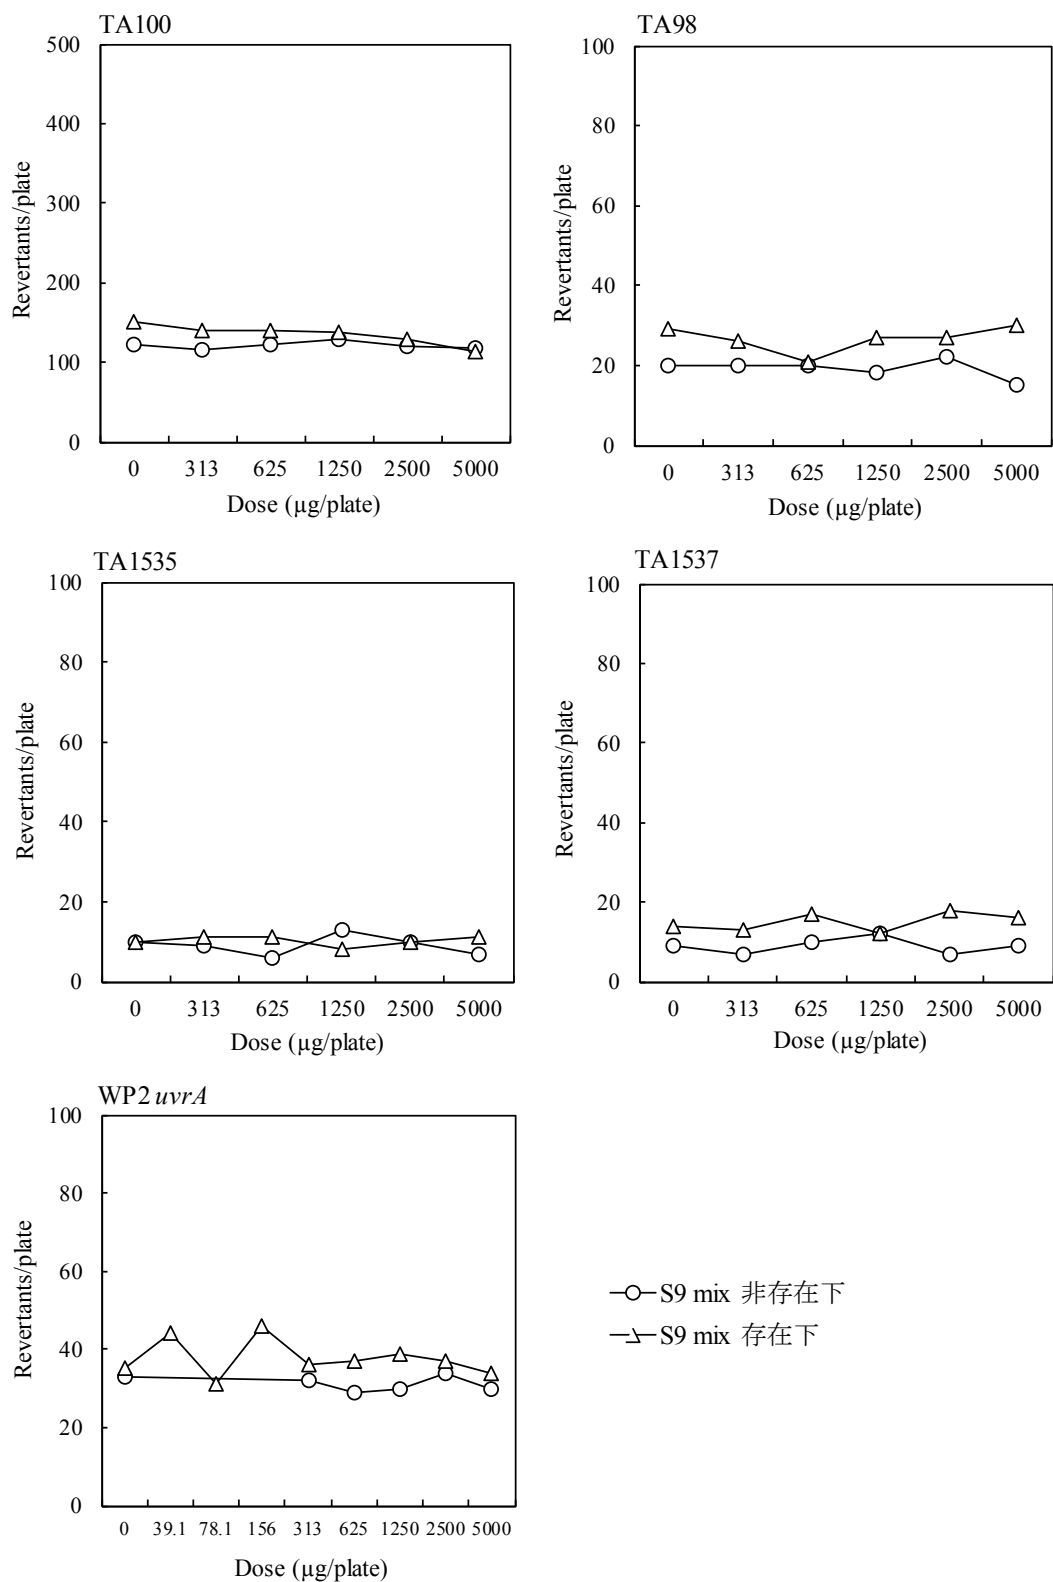 TA100
500
400
300
200
100
0
Revertants/plate
0 313 625 1250 2500 5000
Dose (µg/plate)
TA98
100
80
60
40
20
0
Revertants/plate
0 313 625 1250 2500 5000
Dose (µg/plate)
TA1535
100
80
60
40
20
0
Revertants/plate
0 313 625 1250 2500 5000
Dose (µg/plate)
TA1537
100
80
60
40
20
0
Revertants/plate
0 313 625 1250 2500 5000
Dose (µg/plate)
WP2 uvrA
100
80
60
40
20
0
Revertants/plate
0 39.1 78.1 156 313 625 1250 2500 5000
Dose (µg/plate)
S9 mix 非存在下
S9 mix 存在下